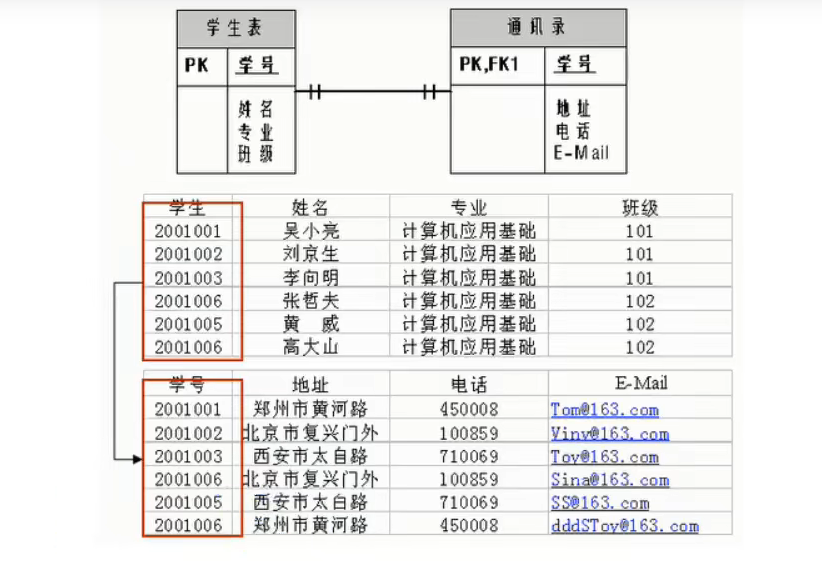 学生表 通讯录
PK 学号 PK,FK1 学号
姓名 地址
专业 电话
班级 E-Mail
学生 姓名 专业 班级
2001001 吴小亮 计算机应用基础 101
2001002 刘京生 计算机应用基础 101
2001003 李向明 计算机应用基础 101
2001006 张哲夫 计算机应用基础 102
2001005 黄 威 计算机应用基础 102
2001006 高大山 计算机应用基础 102
学号 地址 电话 E-Mail
2001001 郑州市黄河路 450008 Tom@163.com
2001002 北京市复兴门外 100859 Vinv@163.com
2001003 西安市太白路 710069 Toy@163.com
2001006 北京市复兴门外 100859 Sina@163.com
2001005 西安市太白路 710069 SS@163.com
2001006 郑州市黄河路 450008 dddSToy@163.com